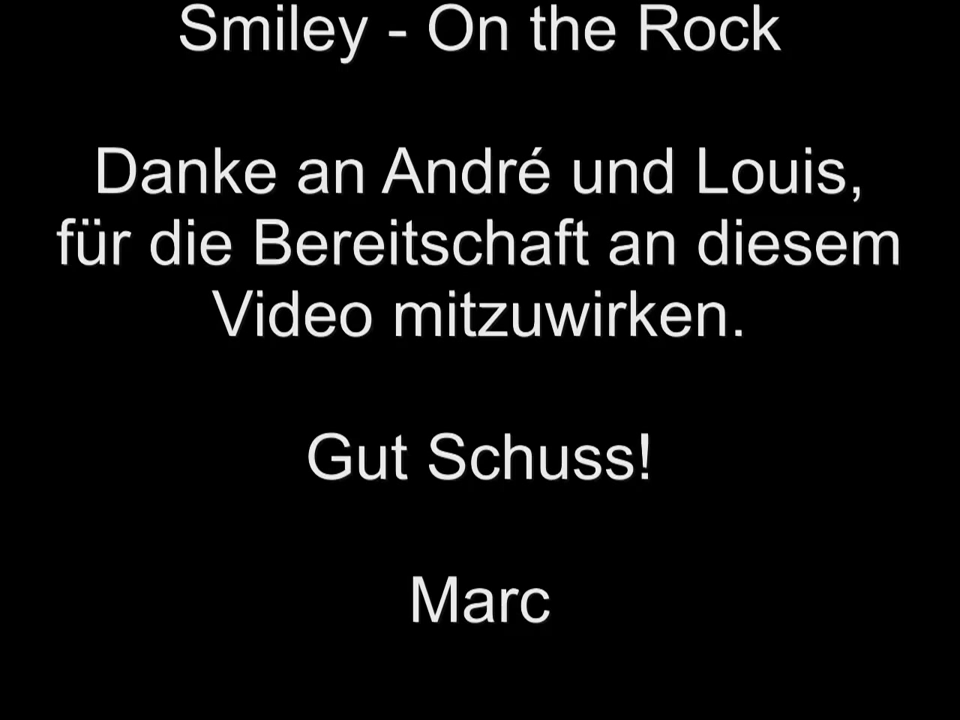 Smiley - On the Rock
Danke an André und Louis,
für die Bereitschaft an diesem
Video mitzuwirken.
Gut Schuss!
Marc